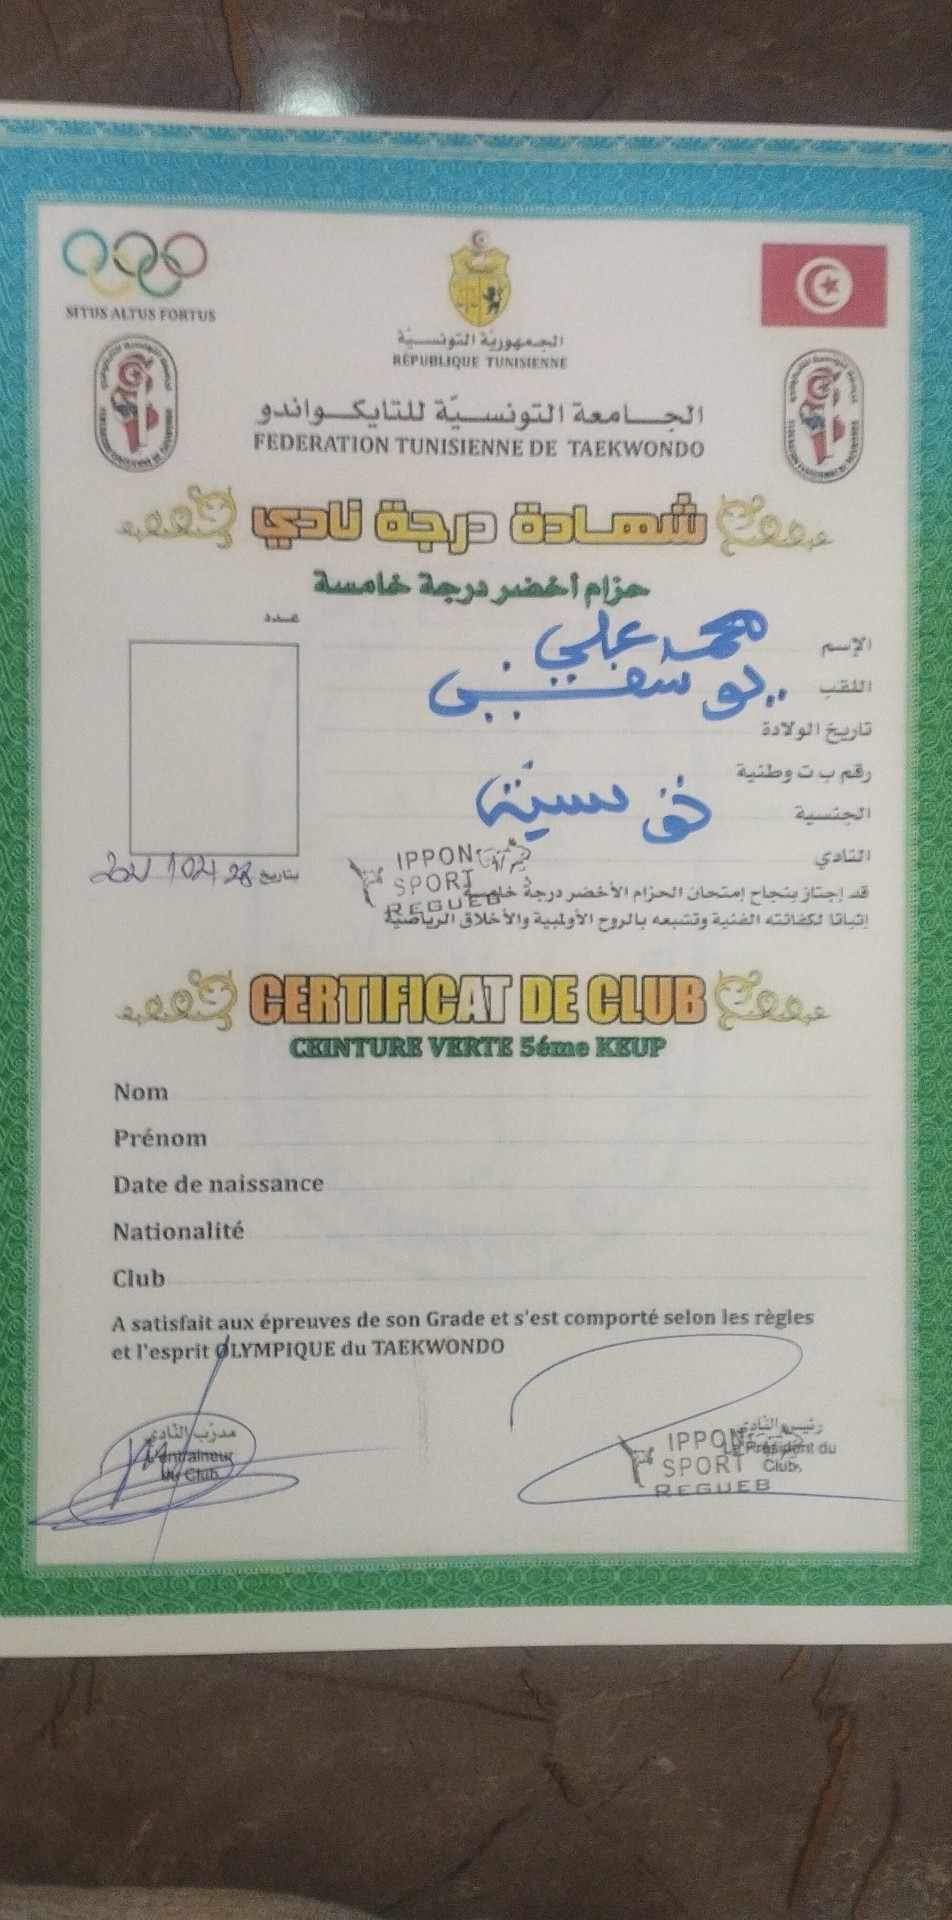 SITUS ALTUS FORTUS
الجمهورية التونسية
RÉPUBLIQUE TUNISIENNE
الجامعة التونسية للتايكواندو
FEDERATION TUNISIENNE DE TAEKWONDO
شهادة درجة نادي
حزام أخضر درجة خامسة
عدد
الإسم محمد علي
اللقب يوسفي
تاريخ الولادة
رقم ب ت وطنية
الجنسية تونسية
النادي
IPPON SPORT REGUEB
بتاريخ 28
قد إجتاز بنجاح إمتحان الحزام الأخضر درجة خامسة
إثباتا لكفائته الفنية وتشبعه بالروح الأولمبية والأخلاق الرياضية
CERTIFICAT DE CLUB
CEINTURE VERTE 5éme KEUP
Nom
Prénom
Date de naissance
Nationalité
Club
A satisfait aux épreuves de son Grade et s'est comporté selon les règles
et l'esprit OLYMPIQUE du TAEKWONDO
مدرب النادي
L'entraineur
du Club
رئيس النادي
Le Président du
Club
IPPON
SPORT
REGUEB